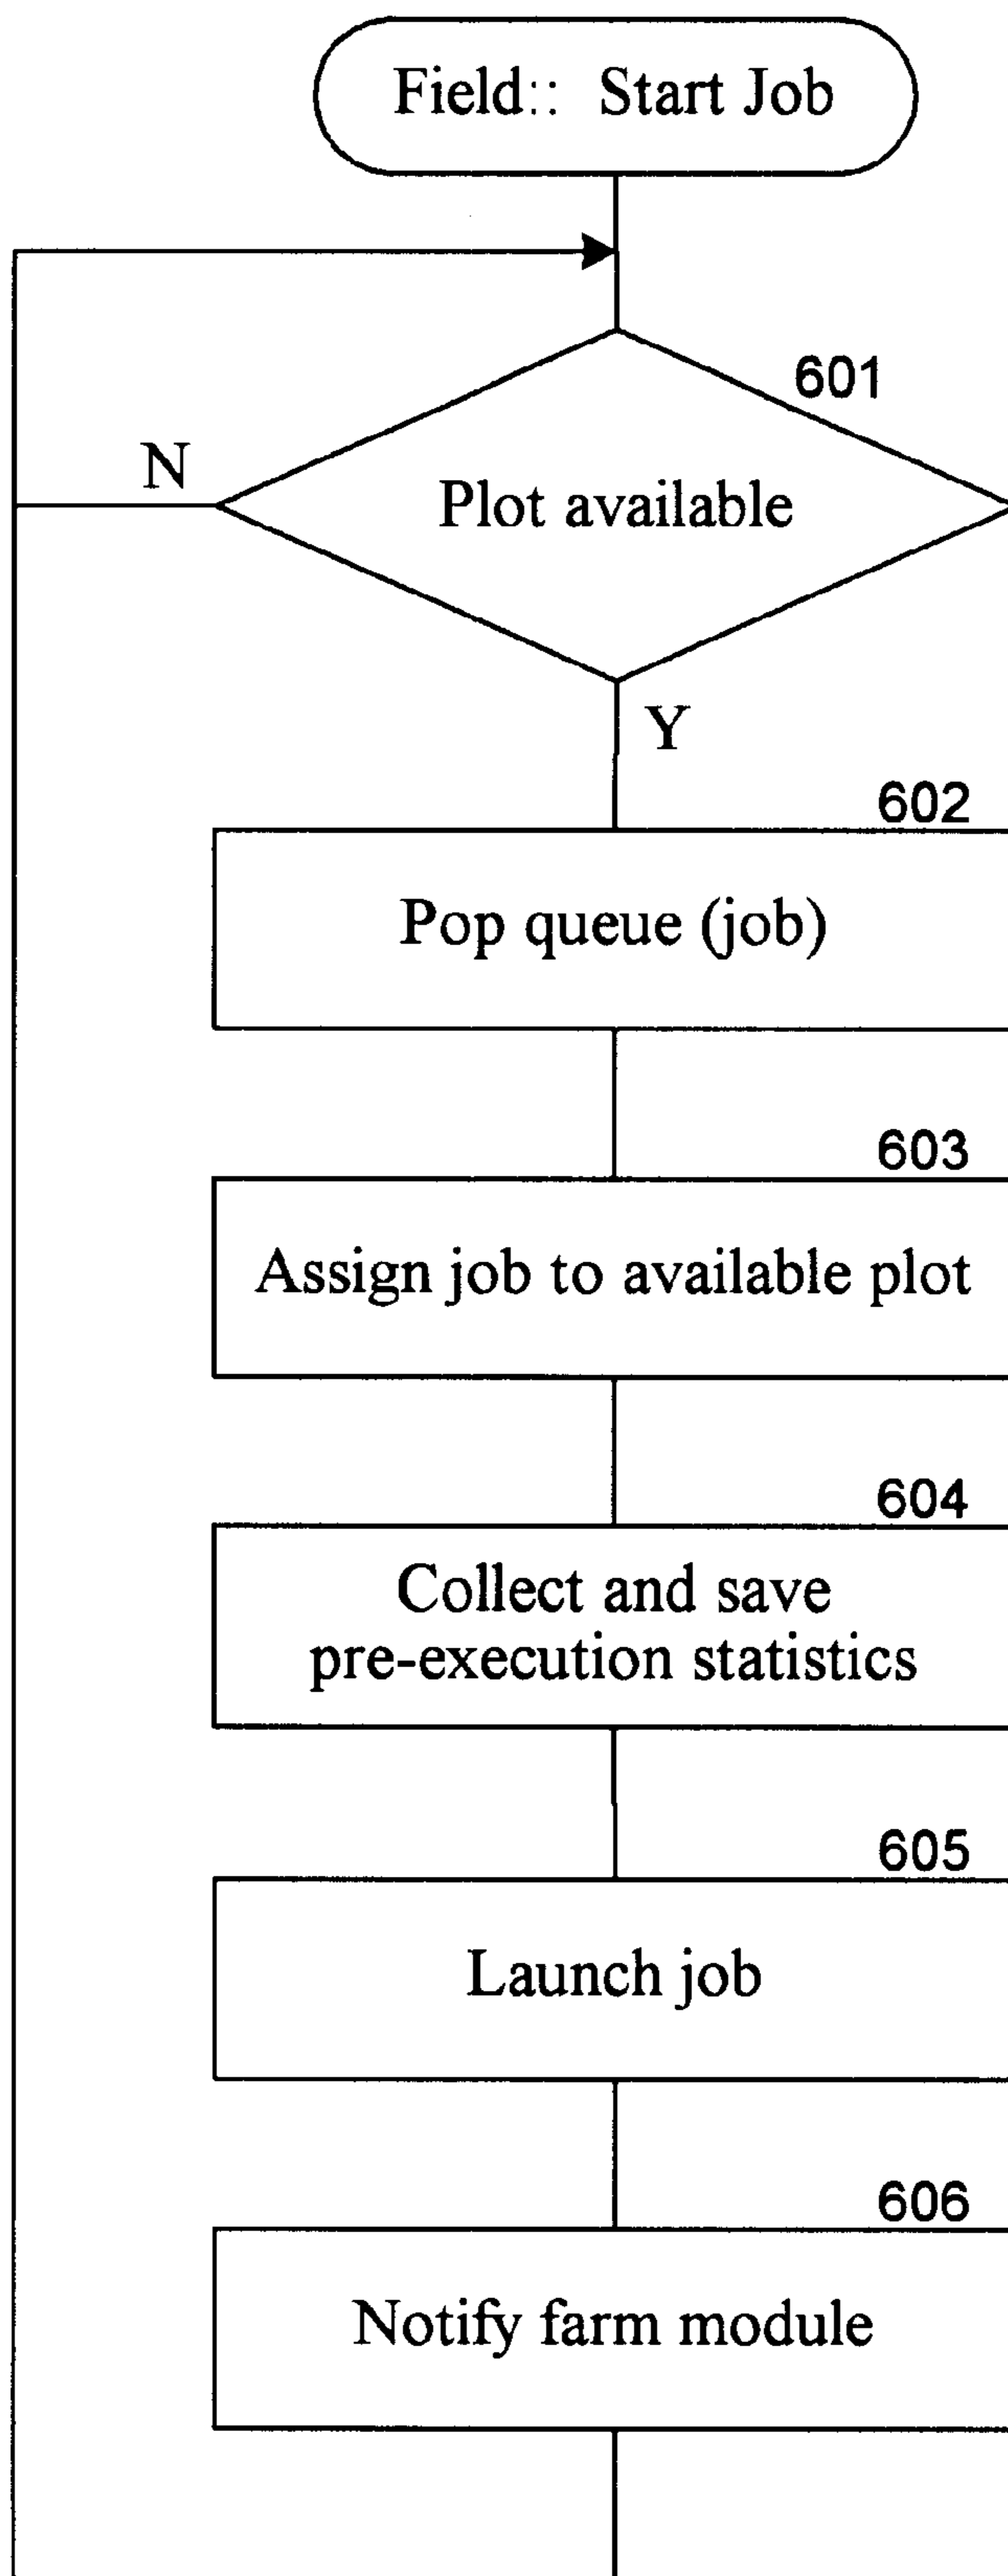 Field:: Start Job
601
N
Plot available
Y
602
Pop queue (job)
603
Assign job to available plot
604
Collect and save
pre-execution statistics
605
Launch job
606
Notify farm module